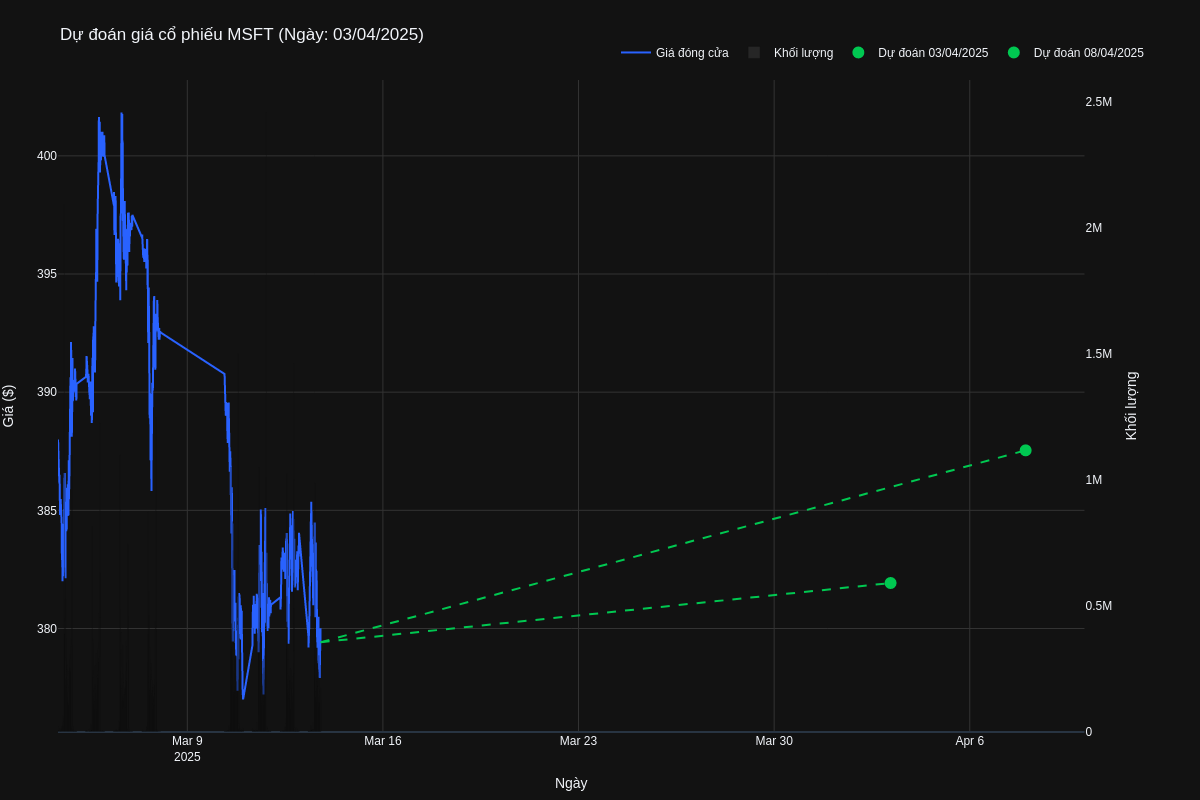 Dự đoán giá cổ phiếu MSFT (Ngày: 03/04/2025)
Giá đóng cửa
Khối lượng
Dự đoán 03/04/2025
Dự đoán 08/04/2025
400
395
390
385
380
Giá ($)
2.5M
2M
1.5M
1M
0.5M
0
Khối lượng
Mar 9
2025
Mar 16
Mar 23
Mar 30
Apr 6
Ngày